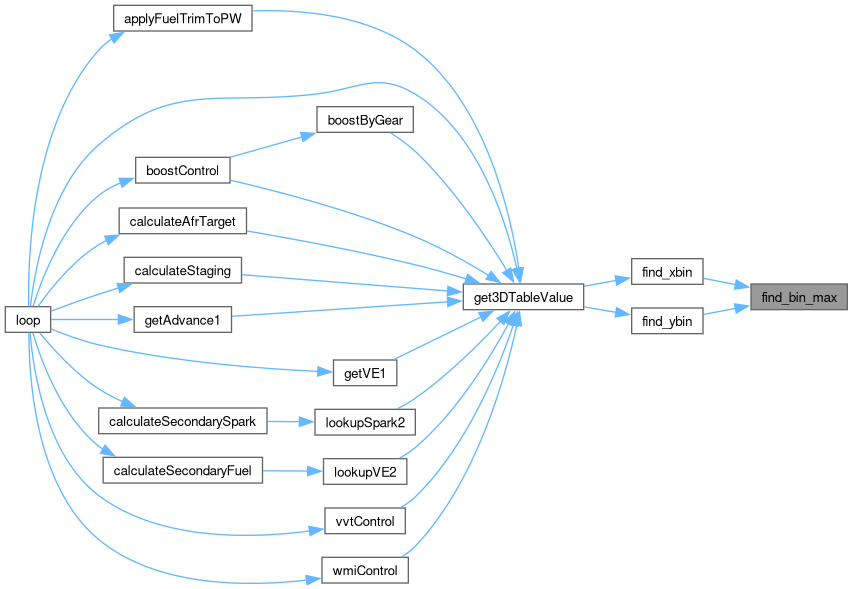 applyFuelTrimToPW
boostByGear
boostControl
calculateAfrTarget
calculateStaging
find_xbin
get3DTableValue
find_bin_max
loop
getAdvance1
find_ybin
getVE1
calculateSecondarySpark
lookupSpark2
calculateSecondaryFuel
lookupVE2
vvtControl
wmiControl